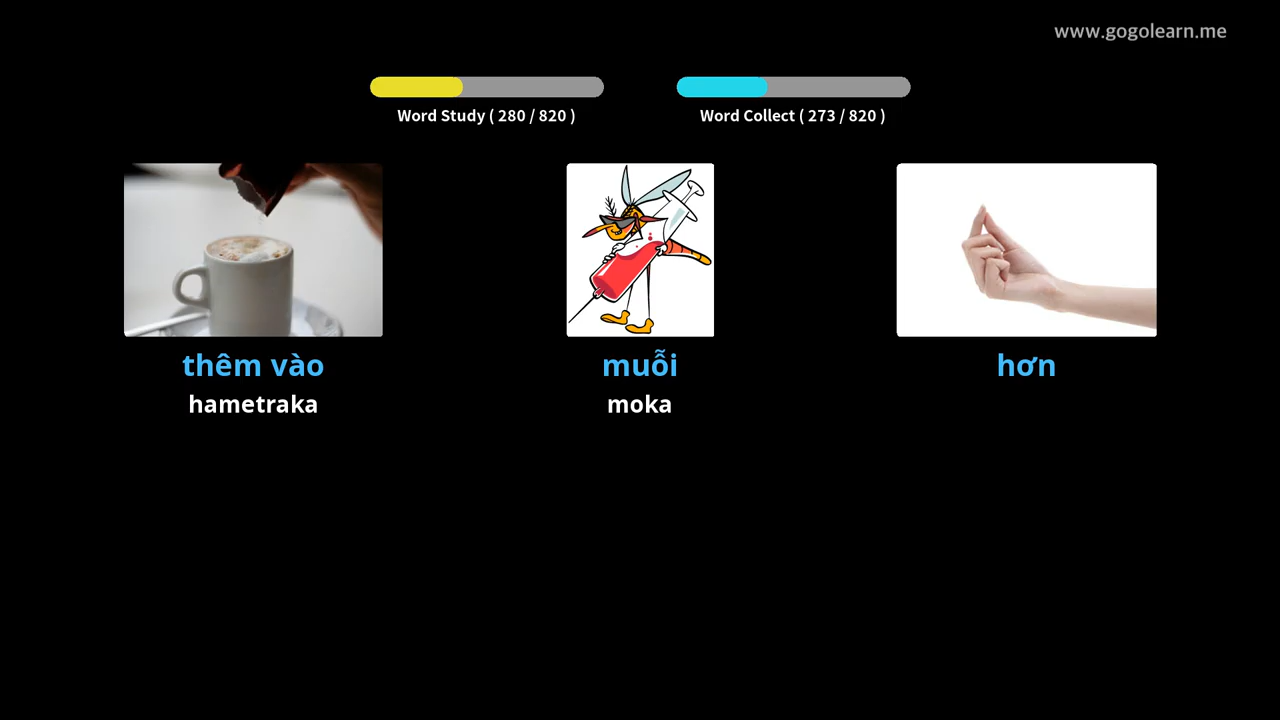 www.gogolearn.me
Word Study ( 280 / 820 )
Word Collect ( 273 / 820 )
thêm vào
hametraka
muỗi
moka
hơn